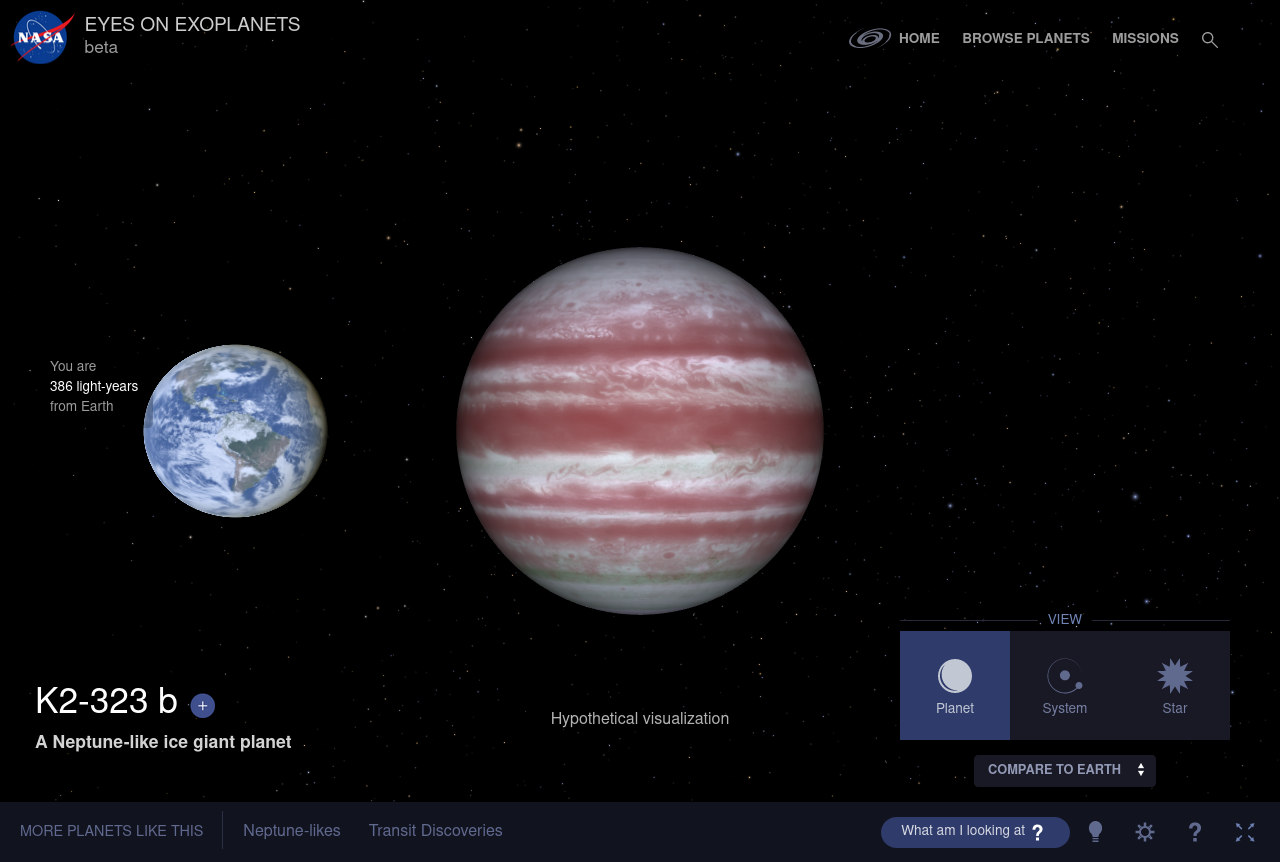 NASA
EYES ON EXOPLANETS
beta
HOME
BROWSE PLANETS
MISSIONS
You are
386 light-years
from Earth
K2-323 b +
A Neptune-like ice giant planet
Hypothetical visualization
VIEW
Planet
System
Star
COMPARE TO EARTH
MORE PLANETS LIKE THIS
Neptune-likes
Transit Discoveries
What am I looking at ?
?